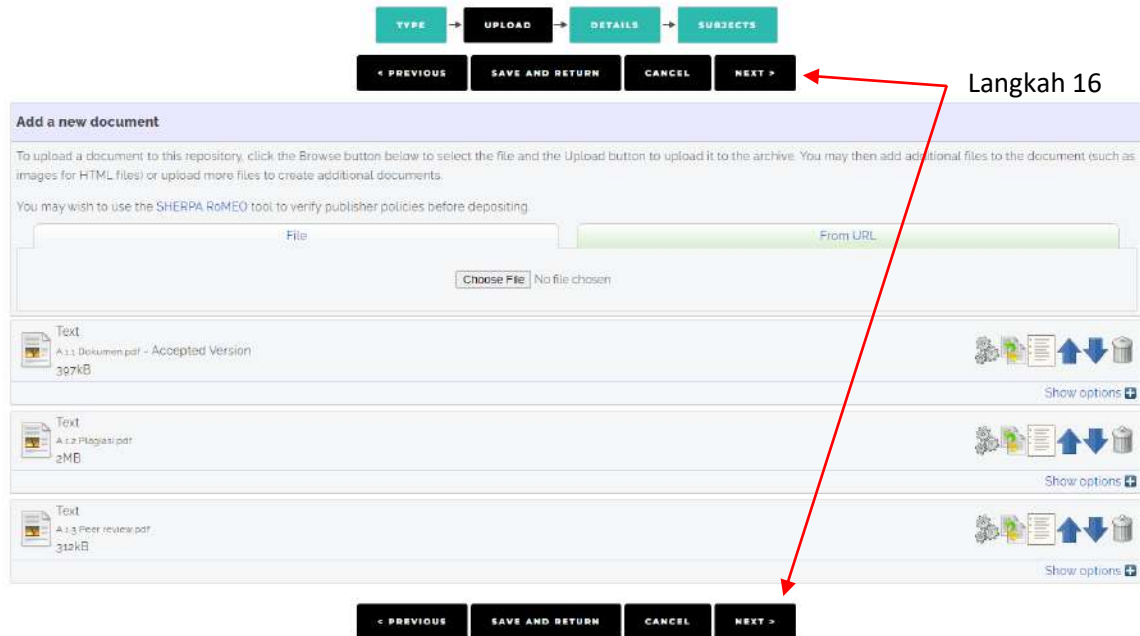 TYPE UPLOAD DETAILS SUBJECTS
< PREVIOUS SAVE AND RETURN CANCEL NEXT >
Langkah 16
Add a new document
To upload a document to this repository, click the Browse button below to select the file and the Upload button to upload it to the archive. You may then add additional files to the document (such as
images for HTML files) or upload more files to create additional documents.
You may wish to use the SHERPA RoMEO tool to verify publisher policies before depositing.
File From URL
Choose File No file chosen
Text
A.1.1 Dokumen.pdf - Accepted Version
397kB
Show options
Text
A.1.2 Plagiasi.pdf
2MB
Show options
Text
A.1.3 Peer review.pdf
312kB
Show options
< PREVIOUS SAVE AND RETURN CANCEL NEXT >